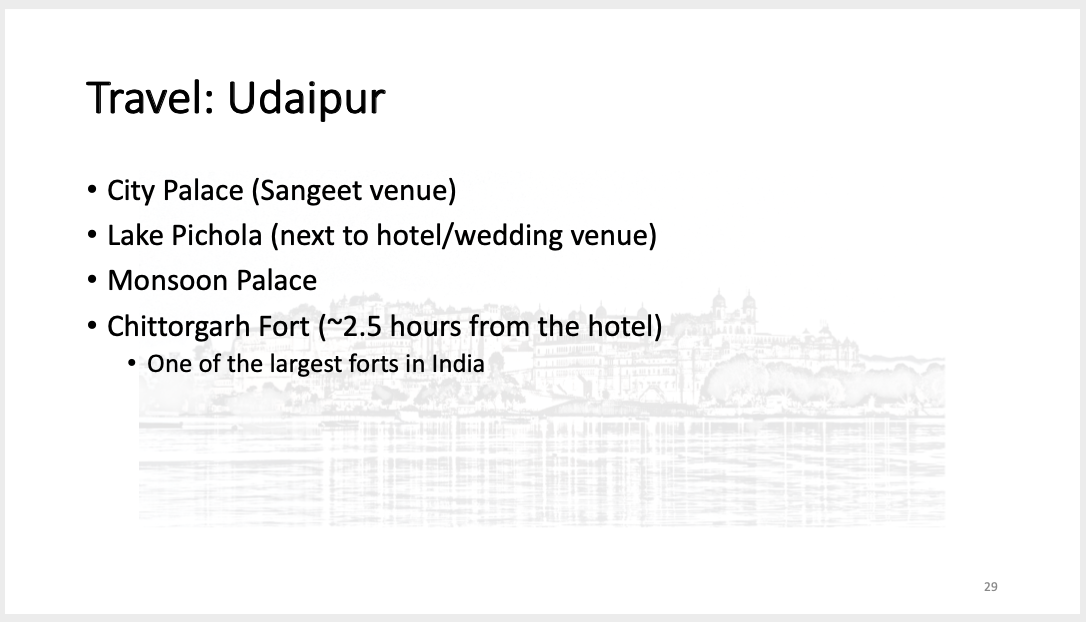 Travel: Udaipur
• City Palace (Sangeet venue)
• Lake Pichola (next to hotel/wedding venue)
• Monsoon Palace
• Chittorgarh Fort (~2.5 hours from the hotel)
• One of the largest forts in India
29